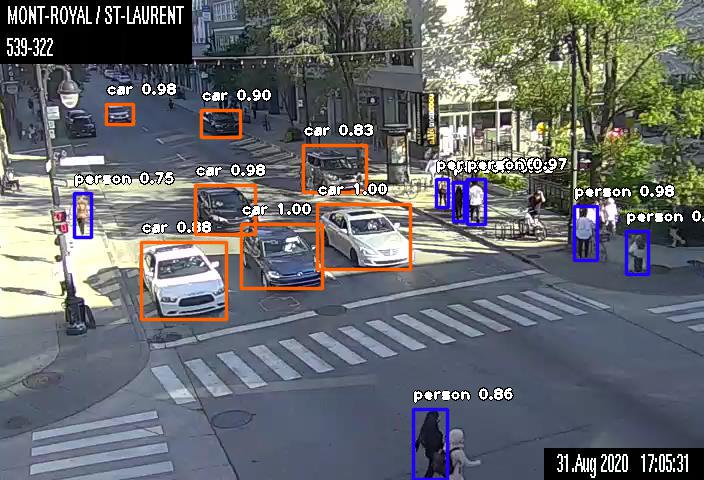 MONT-ROYAL / ST-LAURENT
539-322
car 0.98
car 0.90
car 0.83
car 0.98
person 0.75
car 1.00
car 1.00
car 0.88
0.97
person 0.98
person 0.
person 0.86
31.Aug 2020 17:05:31